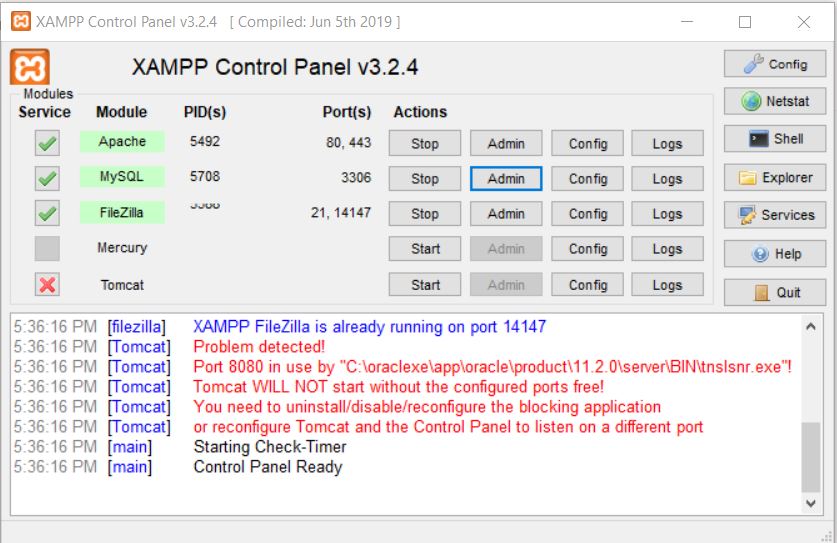 XAMPP Control Panel v3.2.4 [ Compiled: Jun 5th 2019 ]
XAMPP Control Panel v3.2.4
Config
Modules
Service Module PID(s) Port(s) Actions
Netstat
Apache 5492 80, 443 Stop Admin Config Logs
Shell
MySQL 5708 3306 Stop Admin Config Logs
Explorer
FileZilla 21, 14147 Stop Admin Config Logs
Services
Mercury Start Admin Config Logs
Help
Tomcat Start Admin Config Logs
Quit
5:36:16 PM [filezilla] XAMPP FileZilla is already running on port 14147
5:36:16 PM [Tomcat] Problem detected!
5:36:16 PM [Tomcat] Port 8080 in use by "C:\oraclexe\app\oracle\product\11.2.0\server\BIN\tnslsnr.exe"!
5:36:16 PM [Tomcat] Tomcat WILL NOT start without the configured ports free!
5:36:16 PM [Tomcat] You need to uninstall/disable/reconfigure the blocking application
5:36:16 PM [Tomcat] or reconfigure Tomcat and the Control Panel to listen on a different port
5:36:16 PM [main] Starting Check-Timer
5:36:16 PM [main] Control Panel Ready